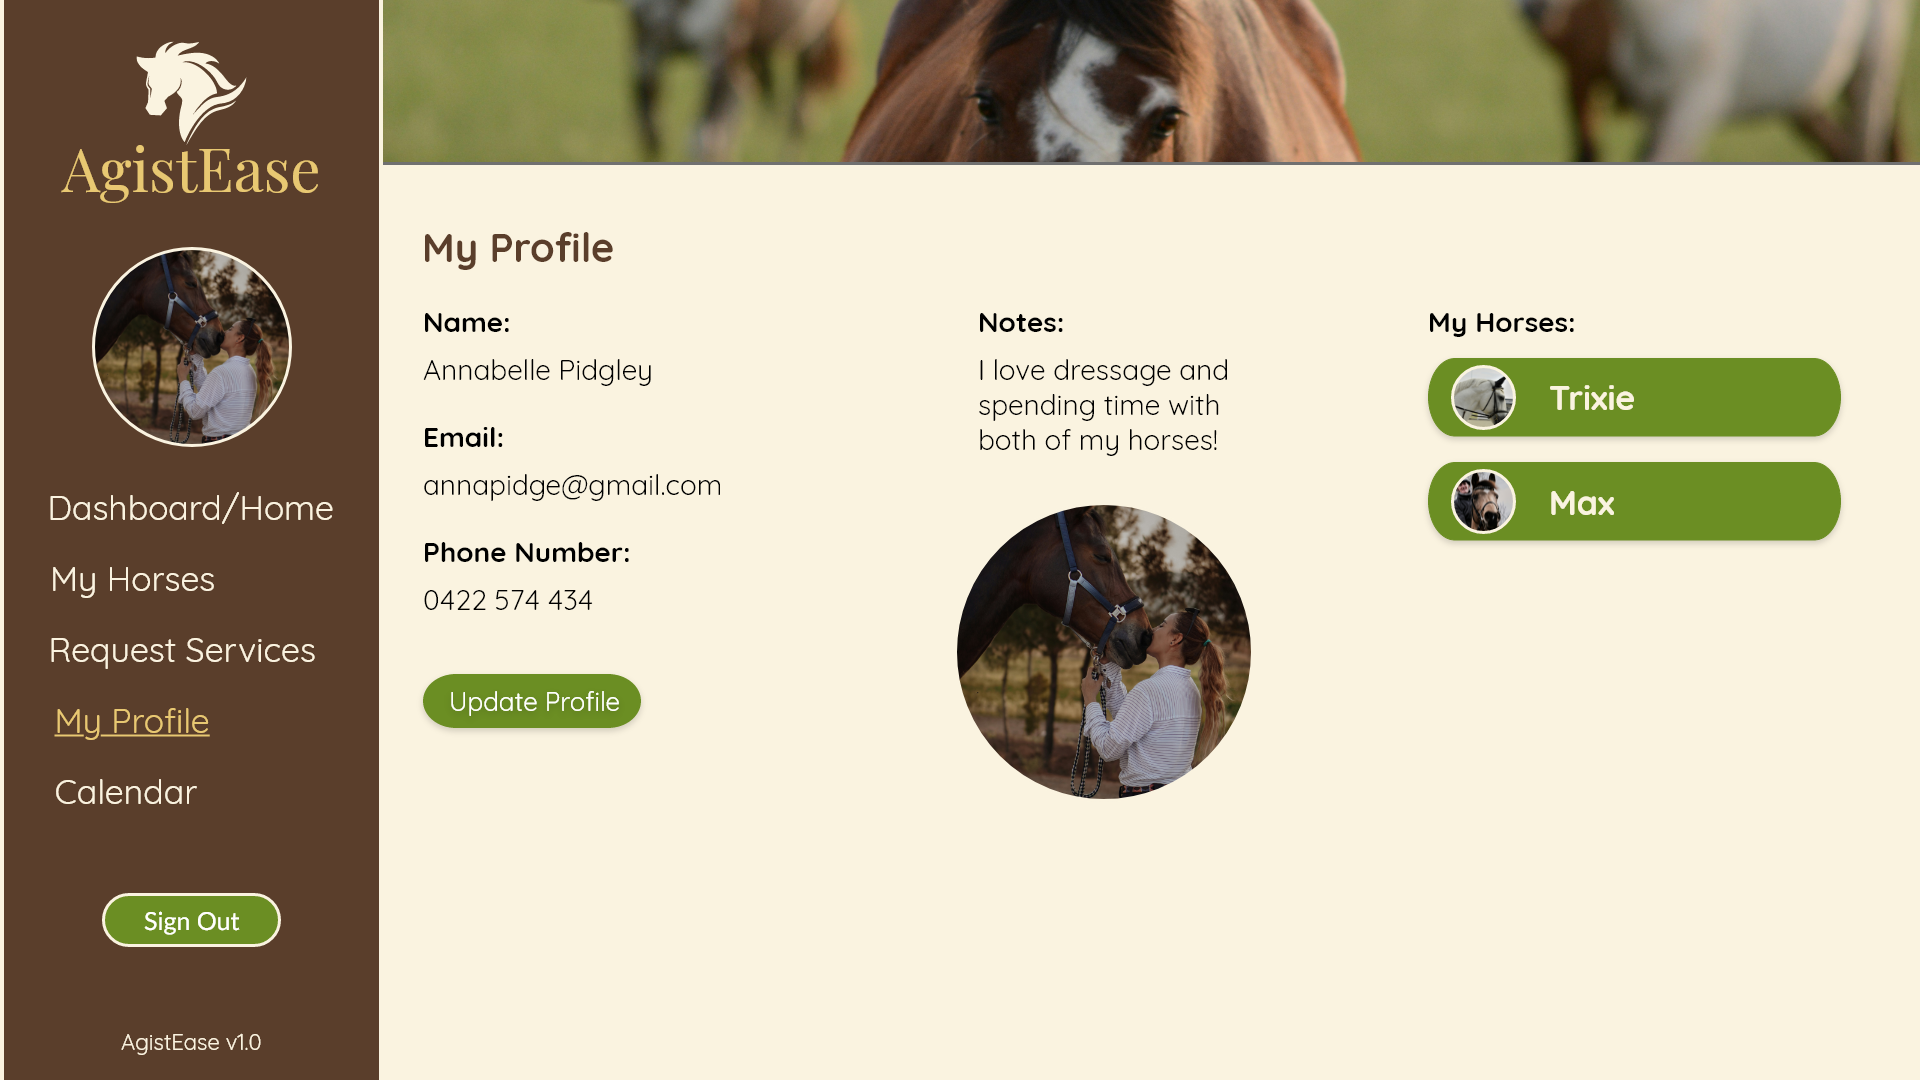 AgistEase
Dashboard/Home
My Horses
Request Services
My Profile
Calendar
Sign Out
AgistEase v1.0
My Profile
Name:
Annabelle Pidgley
Email:
annapidge@gmail.com
Phone Number:
0422 574 434
Update Profile
Notes:
I love dressage and
spending time with
both of my horses!
My Horses:
Trixie
Max